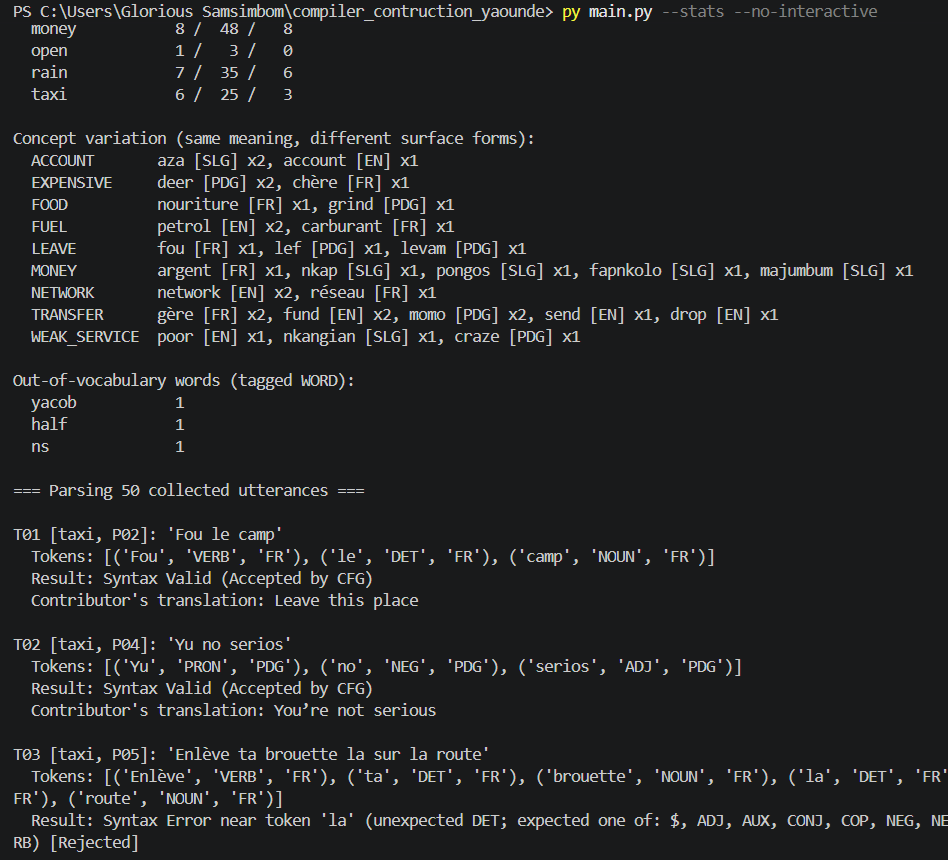 PS C:\Users\Glorious Samsimbom\compiler_contruction_yaounde> py main.py --stats --no-interactive
money 8 / 48 / 8
open 1 / 3 / 0
rain 7 / 35 / 6
taxi 6 / 25 / 3
Concept variation (same meaning, different surface forms):
ACCOUNT aza [SLG] x2, account [EN] x1
EXPENSIVE deer [PDG] x2, chère [FR] x1
FOOD nouriture [FR] x1, grind [PDG] x1
FUEL petrol [EN] x2, carburant [FR] x1
LEAVE fou [FR] x1, lef [PDG] x1, levam [PDG] x1
MONEY argent [FR] x1, nkap [SLG] x1, pongos [SLG] x1, fapnkolo [SLG] x1, majumbum [SLG] x1
NETWORK network [EN] x2, réseau [FR] x1
TRANSFER gère [FR] x2, fund [EN] x2, momo [PDG] x2, send [EN] x1, drop [EN] x1
WEAK_SERVICE poor [EN] x1, nkangian [SLG] x1, craze [PDG] x1
Out-of-vocabulary words (tagged WORD):
yacob 1
half 1
ns 1
=== Parsing 50 collected utterances ===
T01 [taxi, P02]: 'Fou le camp'
Tokens: [('Fou', 'VERB', 'FR'), ('le', 'DET', 'FR'), ('camp', 'NOUN', 'FR')]
Result: Syntax Valid (Accepted by CFG)
Contributor's translation: Leave this place
T02 [taxi, P04]: 'Yu no serios'
Tokens: [('Yu', 'PRON', 'PDG'), ('no', 'NEG', 'PDG'), ('serios', 'ADJ', 'PDG')]
Result: Syntax Valid (Accepted by CFG)
Contributor's translation: You’re not serious
T03 [taxi, P05]: 'Enlève ta brouette la sur la route'
Tokens: [('Enlève', 'VERB', 'FR'), ('ta', 'DET', 'FR'), ('brouette', 'NOUN', 'FR'), ('la', 'DET', 'FR'
FR'), ('route', 'NOUN', 'FR')]
Result: Syntax Error near token 'la' (unexpected DET; expected one of: $, ADJ, AUX, CONJ, COP, NEG, NE
RB) [Rejected]